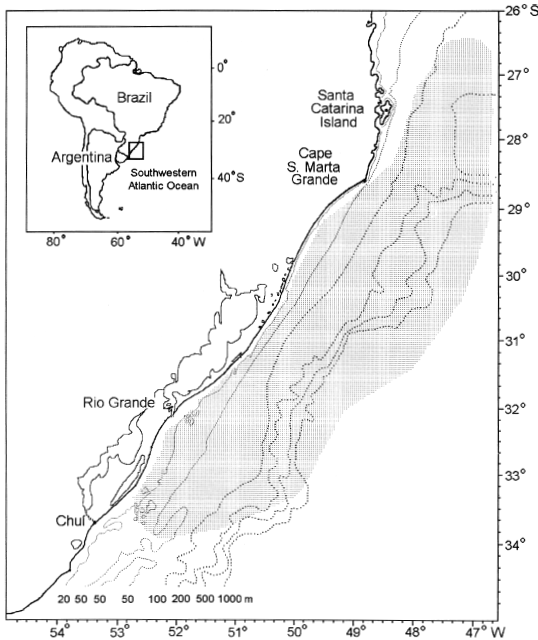 26° S
27°
28°
29°
30°
31°
32°
33°
34°
0°
20°
40°S
80°
60°
40° W
Brazil
Argentina
Southwestern
Atlantic Ocean
Santa
Catarina
Island
Cape
S. Marta
Grande
Rio Grande
Chuí
20 50 50 50 100 200 500 1000 m
54° 53° 52° 51° 50° 49° 48° 47° W